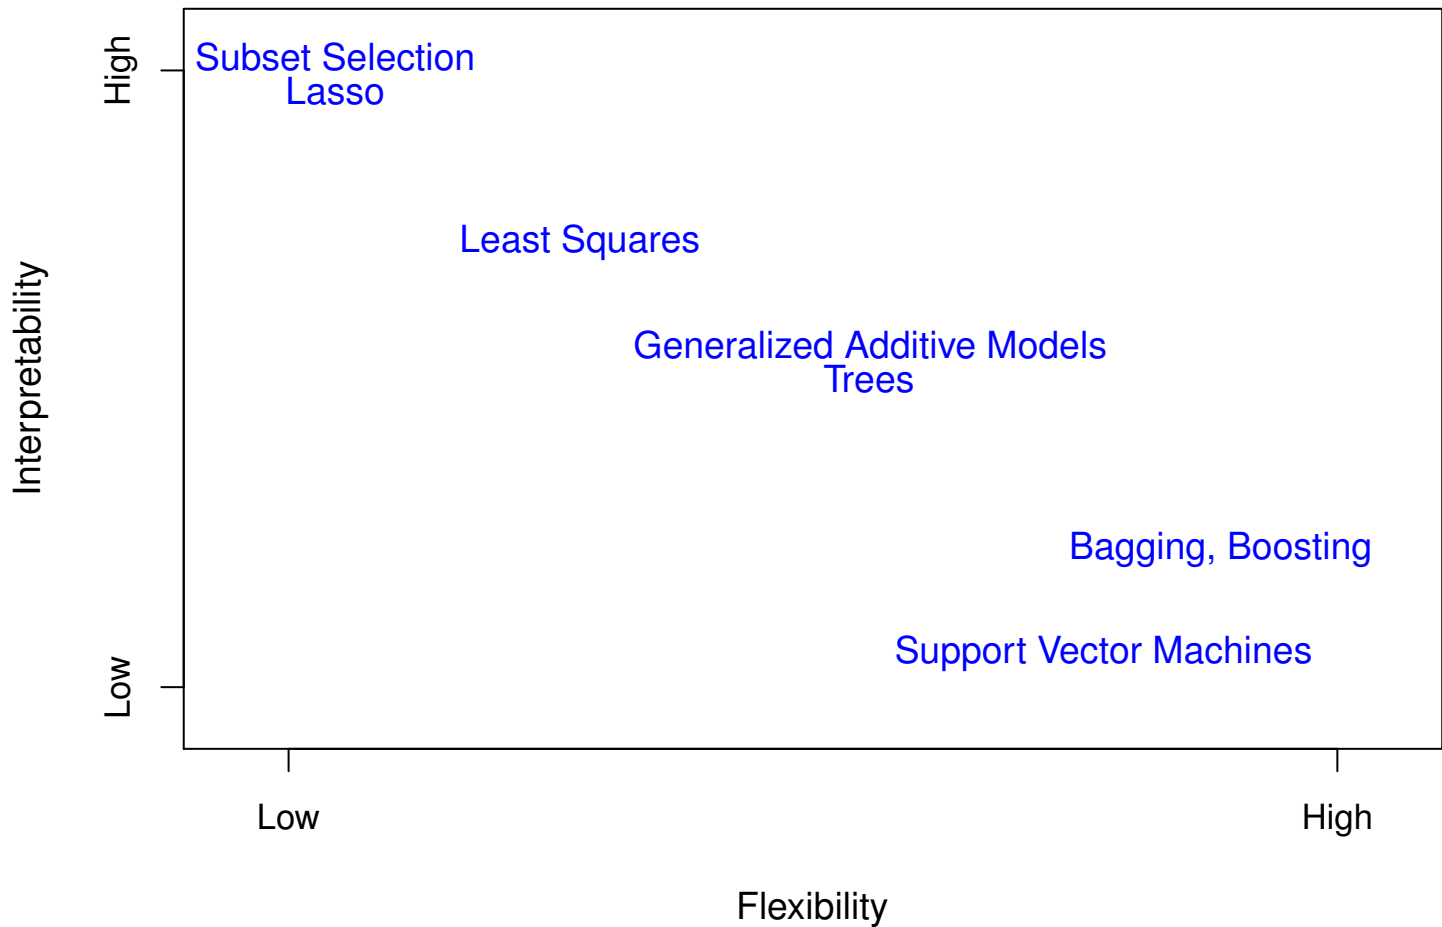 High
Subset Selection
Lasso
Least Squares
Interpretability
Generalized Additive Models
Trees
Bagging, Boosting
Support Vector Machines
Low
Low
High
Flexibility